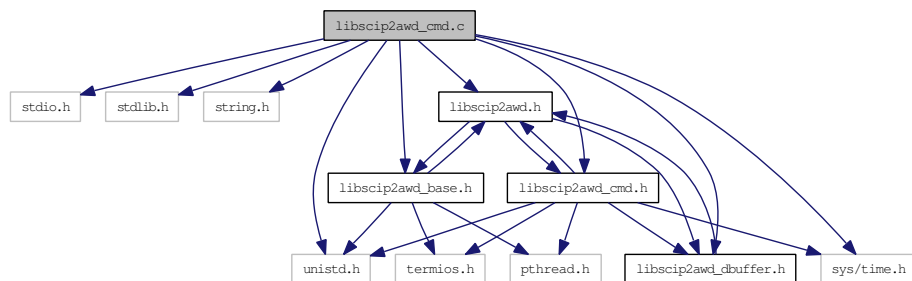 libscip2awd_cmd.c
stdio.h
stdlib.h
string.h
libscip2awd.h
libscip2awd_base.h
libscip2awd_cmd.h
unistd.h
termios.h
pthread.h
libscip2awd_dbuffer.h
sys/time.h